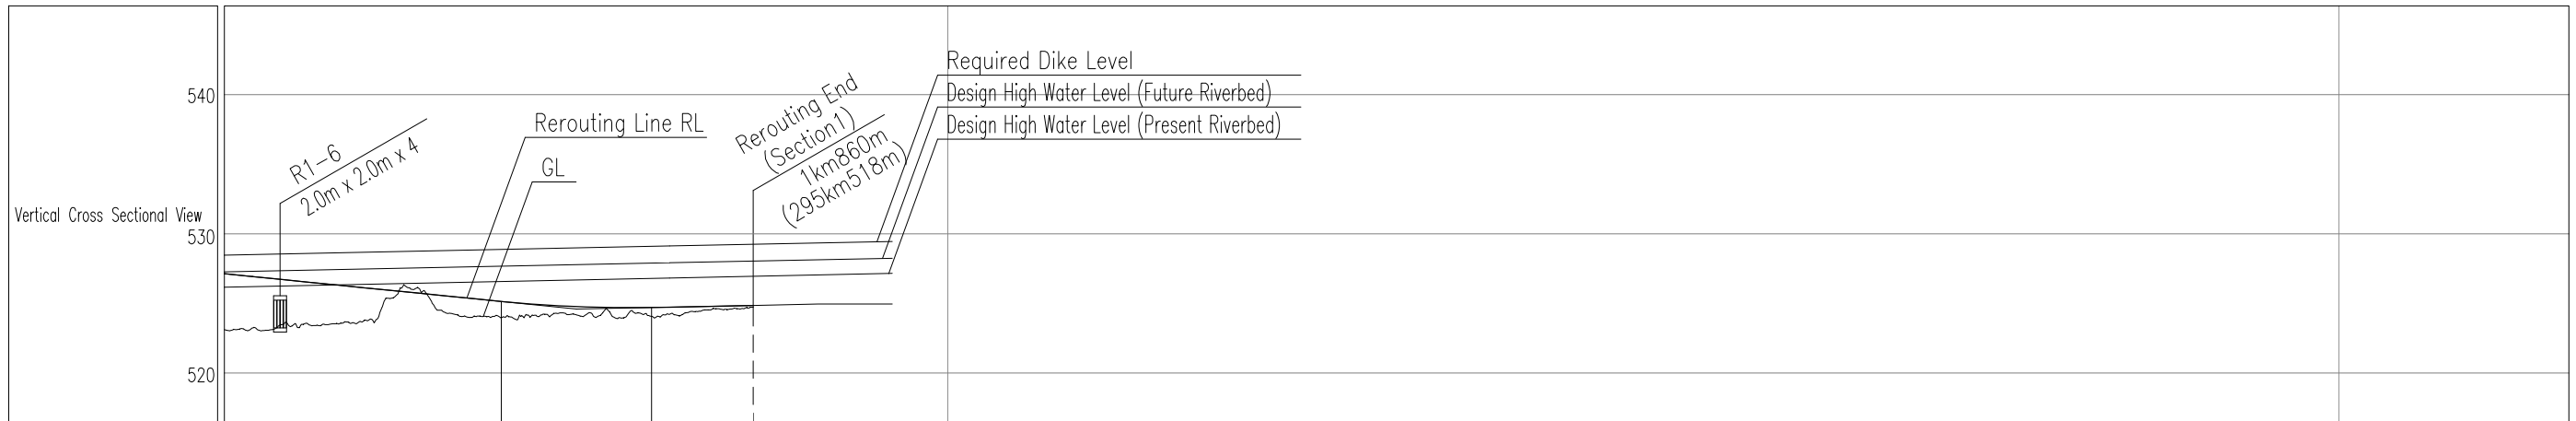 Required Dike Level
540
Design High Water Level (Future Riverbed)
Rerouting End
(Section1)
Rerouting Line RL
Design High Water Level (Present Riverbed)
R1-6
2.0m x 2.0m x 4
GL
1km860m
(295km518m)
Vertical Cross Sectional View
530
520